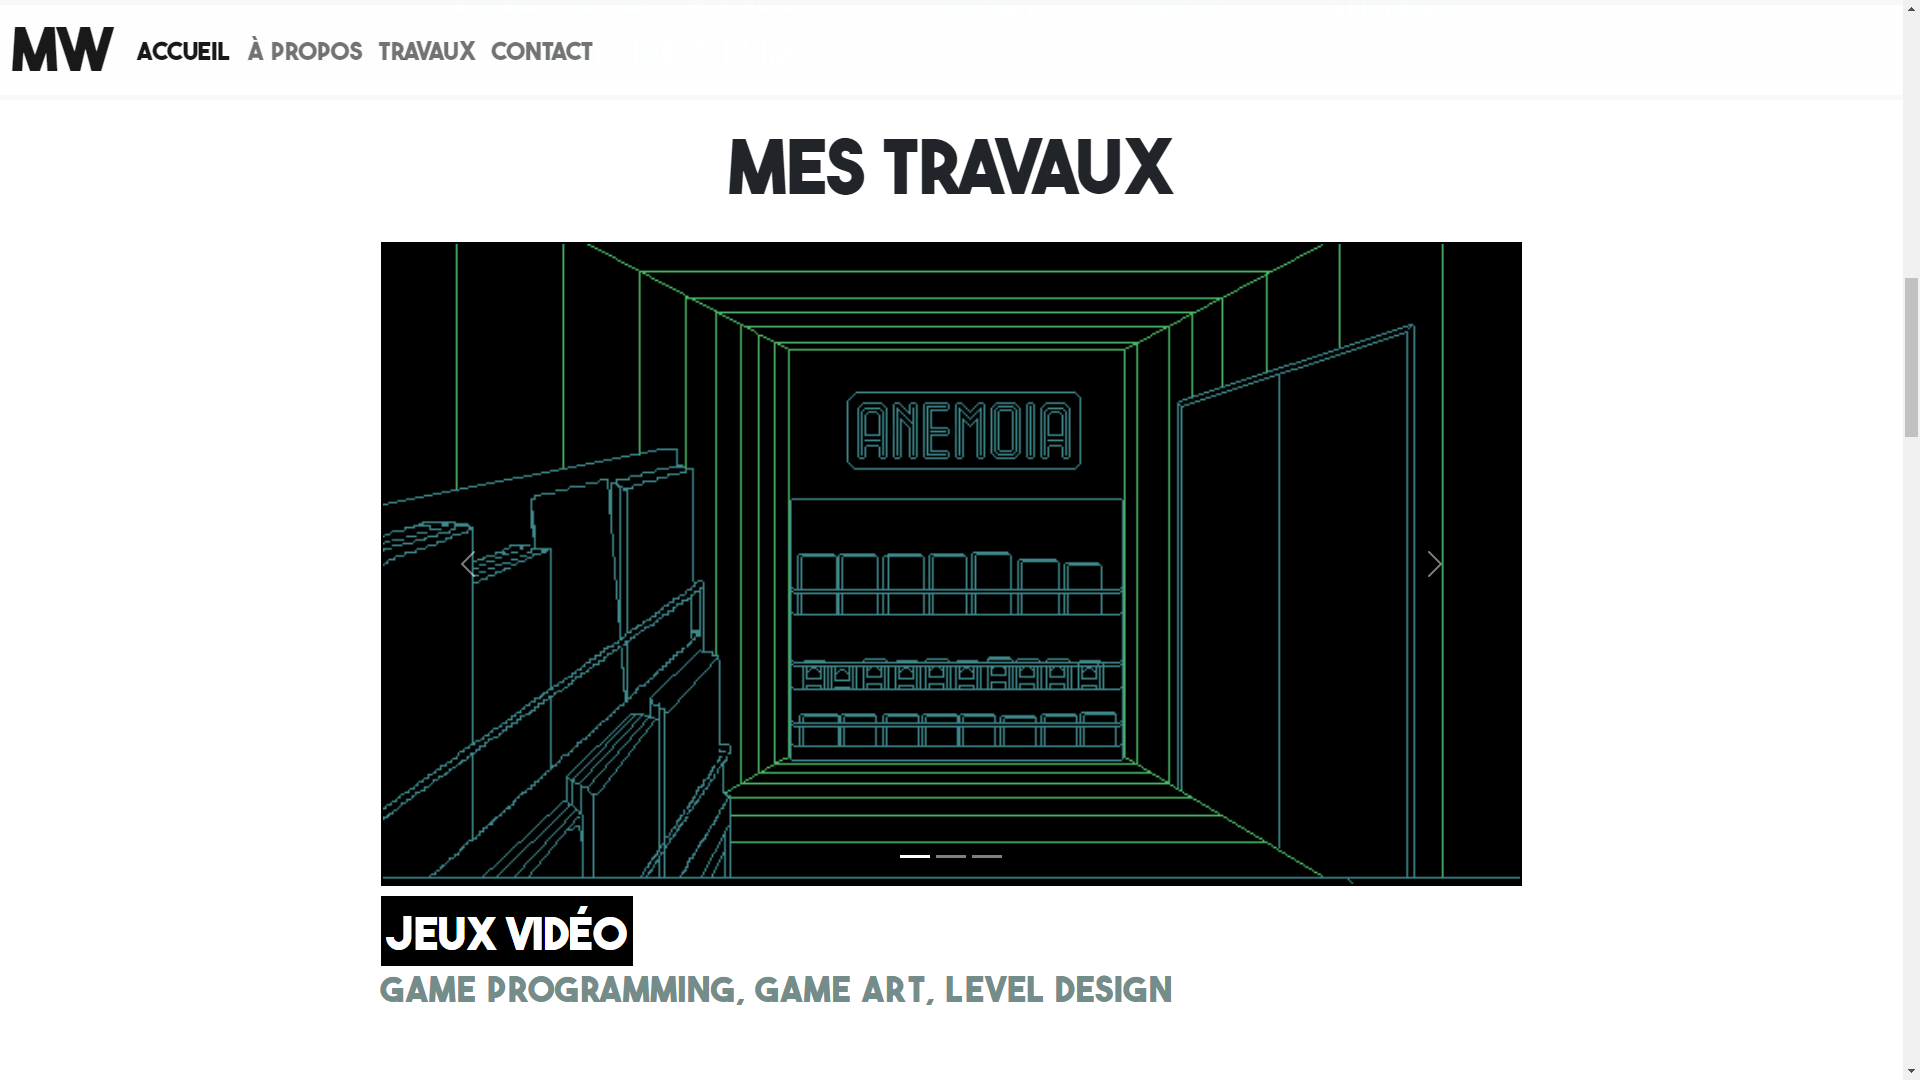 MW ACCUEIL À PROPOS TRAVAUX CONTACT
MES TRAVAUX
ANEMOIA
JEUX VIDÉO
GAME PROGRAMMING, GAME ART, LEVEL DESIGN